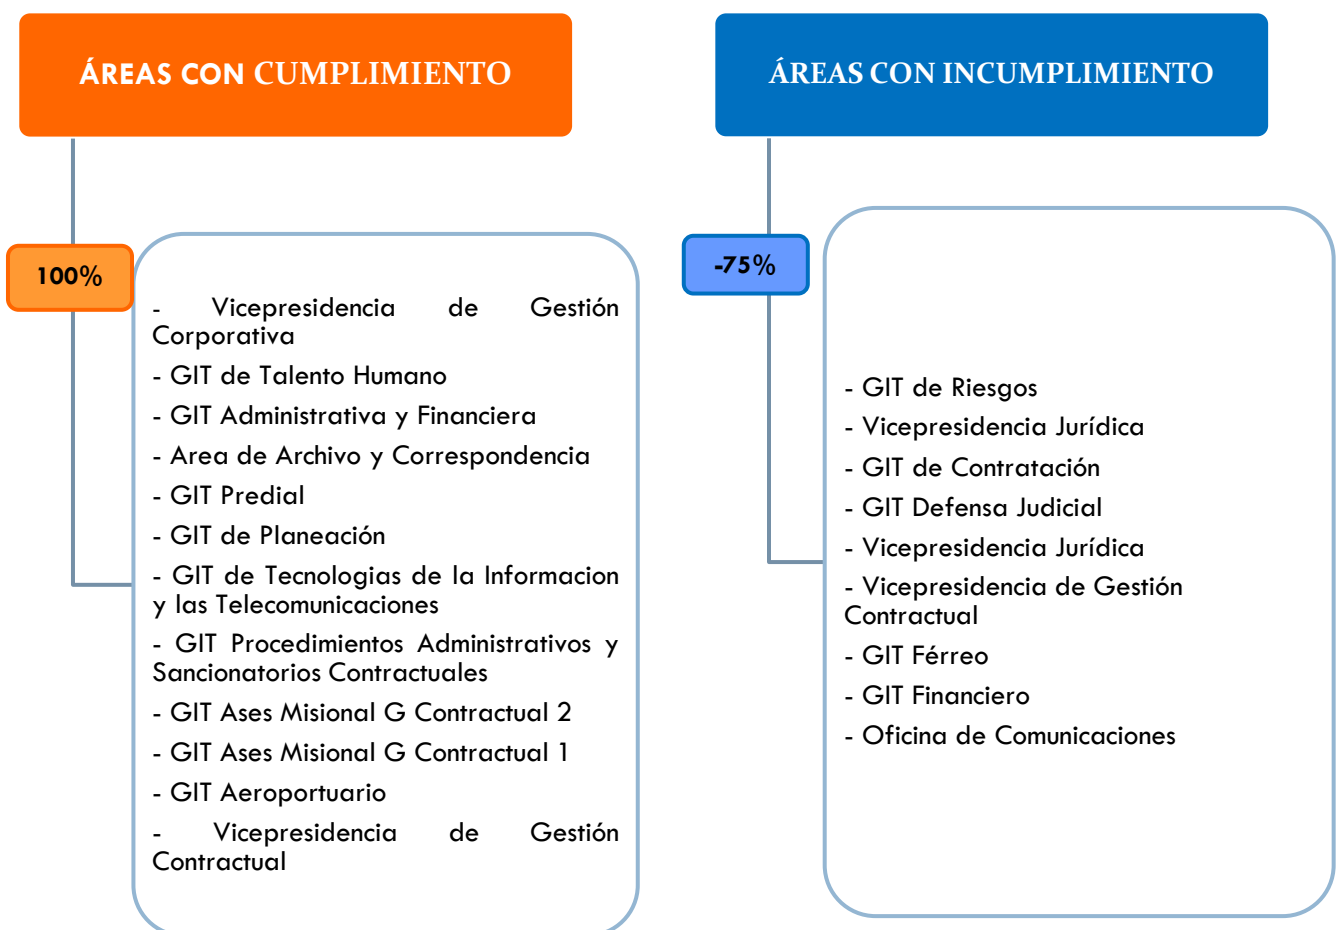 ÁREAS CON CUMPLIMIENTO
100%
- Vicepresidencia de Gestión
Corporativa
- GIT de Talento Humano
- GIT Administrativa y Financiera
- Area de Archivo y Correspondencia
- GIT Predial
- GIT de Planeación
- GIT de Tecnologias de la Informacion
y las Telecomunicaciones
- GIT Procedimientos Administrativos y
Sancionatorios Contractuales
- GIT Ases Misional G Contractual 2
- GIT Ases Misional G Contractual 1
- GIT Aeroportuario
- Vicepresidencia de Gestión
Contractual
ÁREAS CON INCUMPLIMIENTO
-75%
- GIT de Riesgos
- Vicepresidencia Jurídica
- GIT de Contratación
- GIT Defensa Judicial
- Vicepresidencia Jurídica
- Vicepresidencia de Gestión
Contractual
- GIT Férreo
- GIT Financiero
- Oficina de Comunicaciones